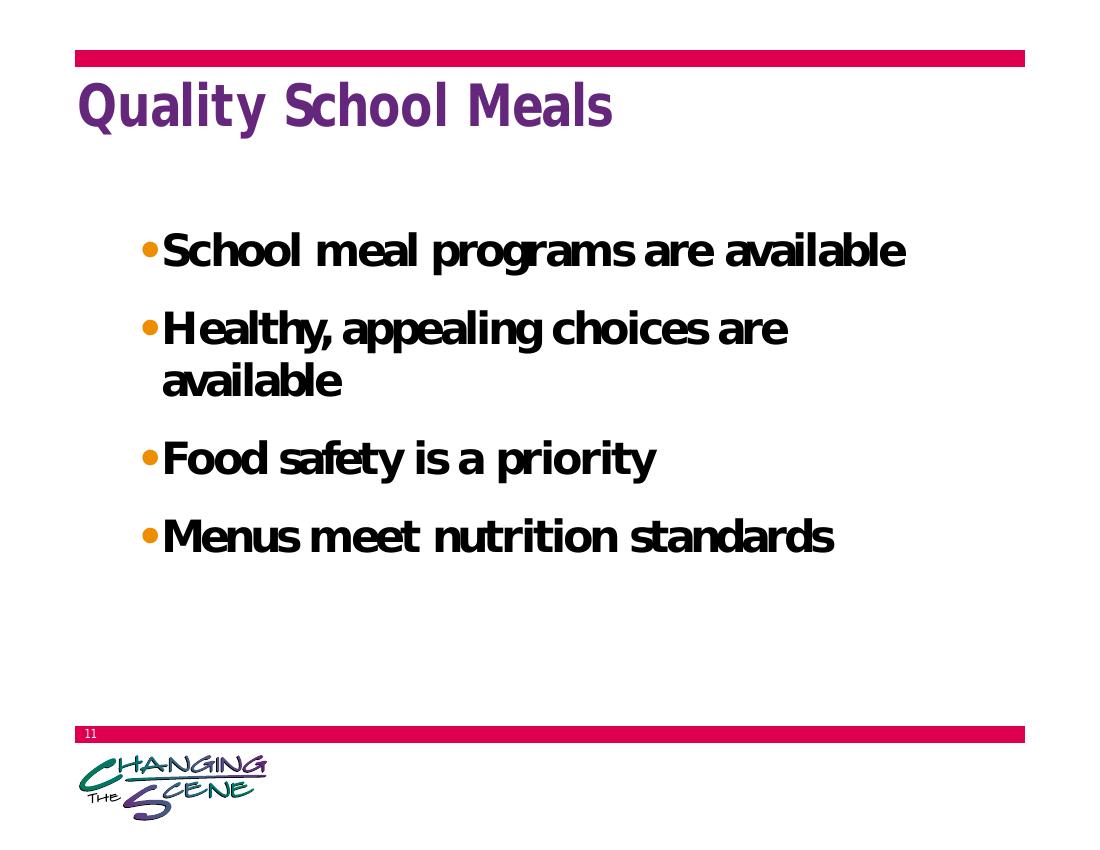 Quality School Meals
•School meal programs are available
•Healthy, appealing choices are
available
•Food safety is a priority
•Menus meet nutrition standards
11
CHANGING
THE SCENE